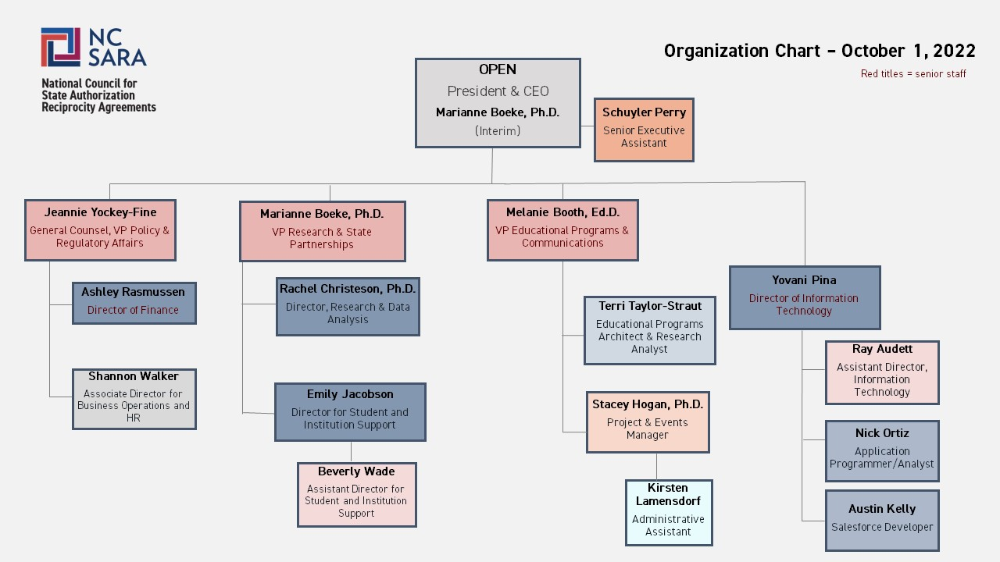 NC
SARA
National Council for
State Authorization
Reciprocity Agreements
Organization Chart – October 1, 2022
Red titles = senior staff
OPEN
President & CEO
Marianne Boeke, Ph.D.
(Interim)
Schuyler Perry
Senior Executive
Assistant
Jeannie Yockey-Fine
General Counsel, VP Policy &
Regulatory Affairs
Ashley Rasmussen
Director of Finance
Shannon Walker
Associate Director for
Business Operations and
HR
Marianne Boeke, Ph.D.
VP Research & State
Partnerships
Rachel Christeson, Ph.D.
Director, Research & Data
Analysis
Emily Jacobson
Director for Student and
Institution Support
Beverly Wade
Assistant Director for
Student and Institution
Support
Melanie Booth, Ed.D.
VP Educational Programs &
Communications
Terri Taylor-Straut
Educational Programs
Architect & Research
Analyst
Stacey Hogan, Ph.D.
Project & Events
Manager
Kirsten
Lamensdorf
Administrative
Assistant
Yovani Pina
Director of Information
Technology
Ray Audett
Assistant Director,
Information
Technology
Nick Ortiz
Application
Programmer/Analyst
Austin Kelly
Salesforce Developer